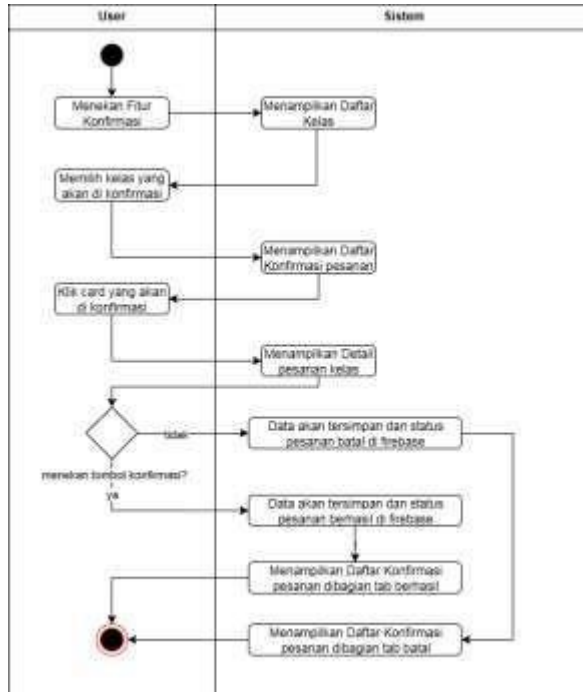 User
Sistem
Menekan Fitur
Konfirmasi
Menampilkan Daftar
Kelas
Memilih kelas yang
akan di konfirmasi
Menampilkan Daftar
Konfirmasi pesanan
Klik card yang akan
di konfirmasi
Menampilkan Detail
pesanan kelas
tidak
Data akan tersimpan dan status
pesanan batal di firebase
menekan tombol konfirmasi?
ya
Data akan tersimpan dan status
pesanan berhasil di firebase
Menampilkan Daftar Konfirmasi
pesanan dibagian tab berhasil
Menampilkan Daftar Konfirmasi
pesanan dibagian tab batal